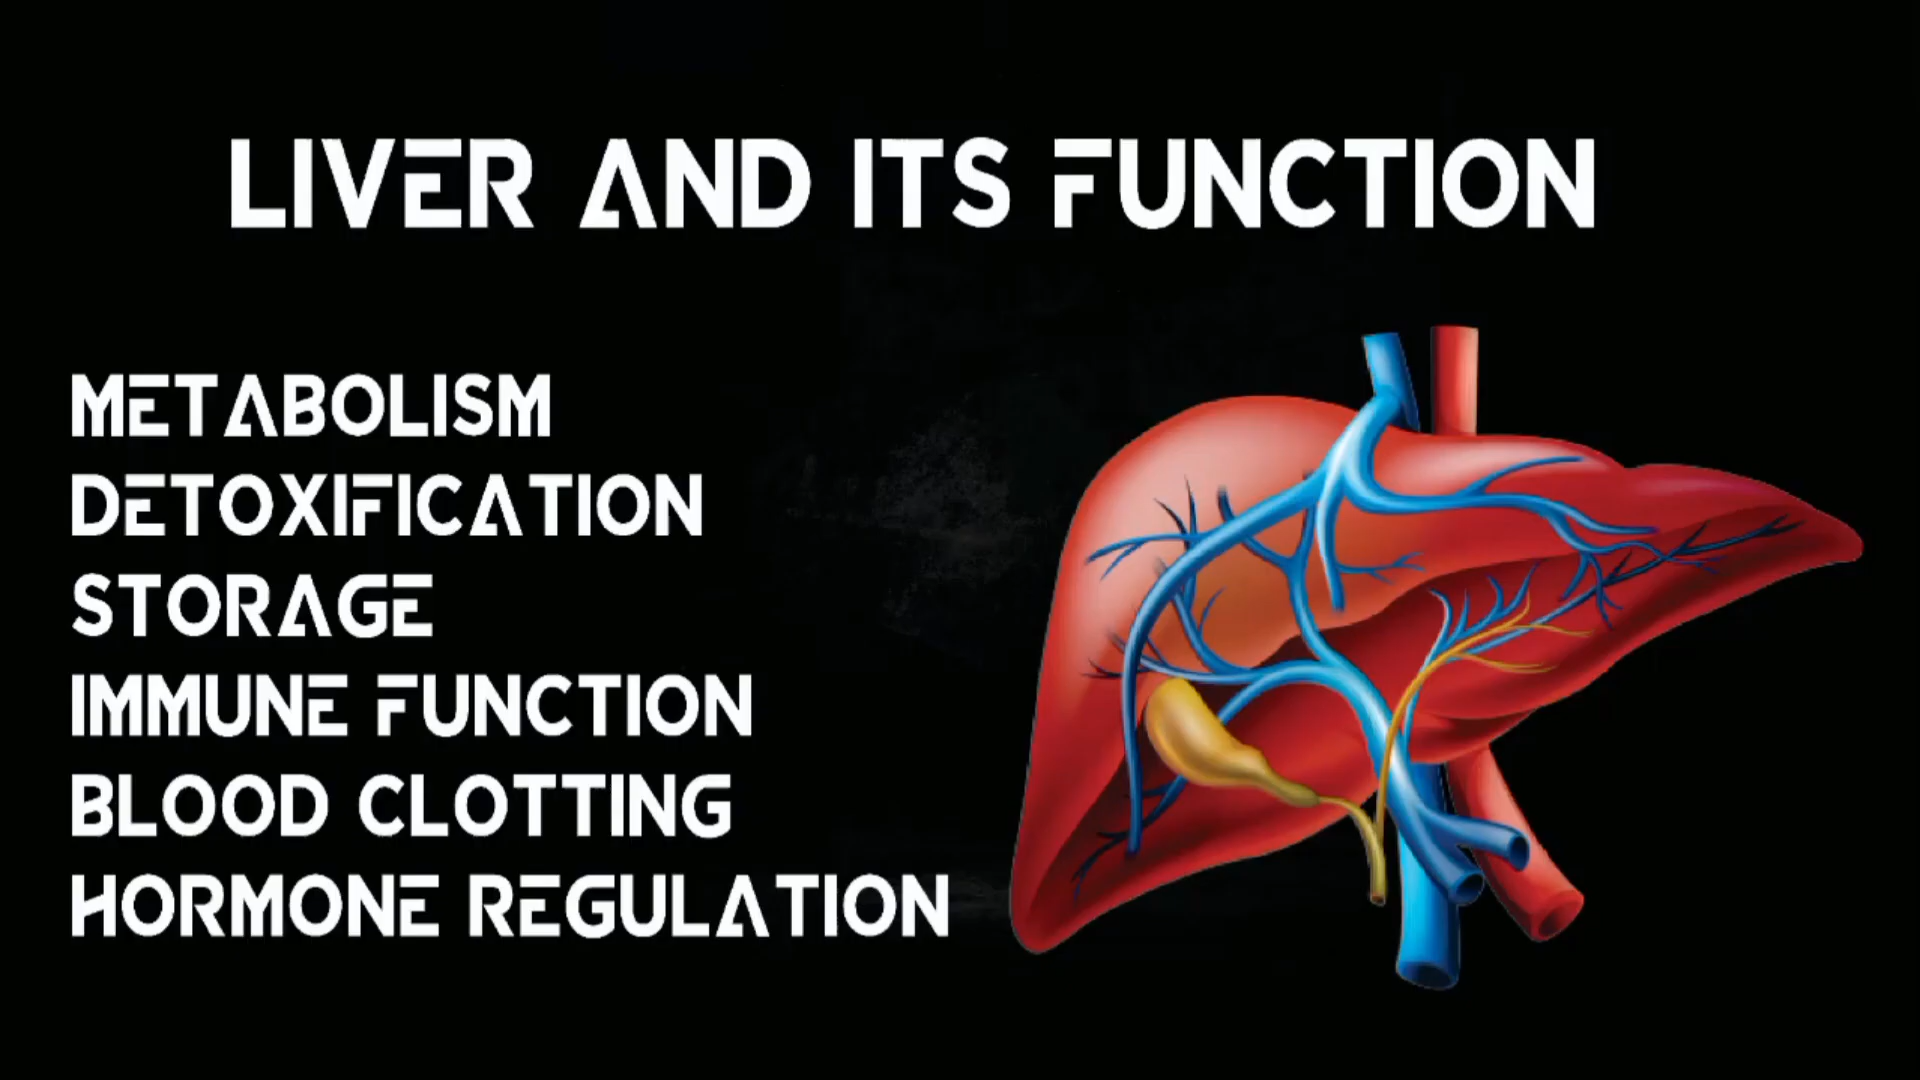 LIVER AND ITS FUNCTION
METABOLISM
DETOXIFICATION
STORAGE
IMMUNE FUNCTION
BLOOD CLOTTING
HORMONE REGULATION